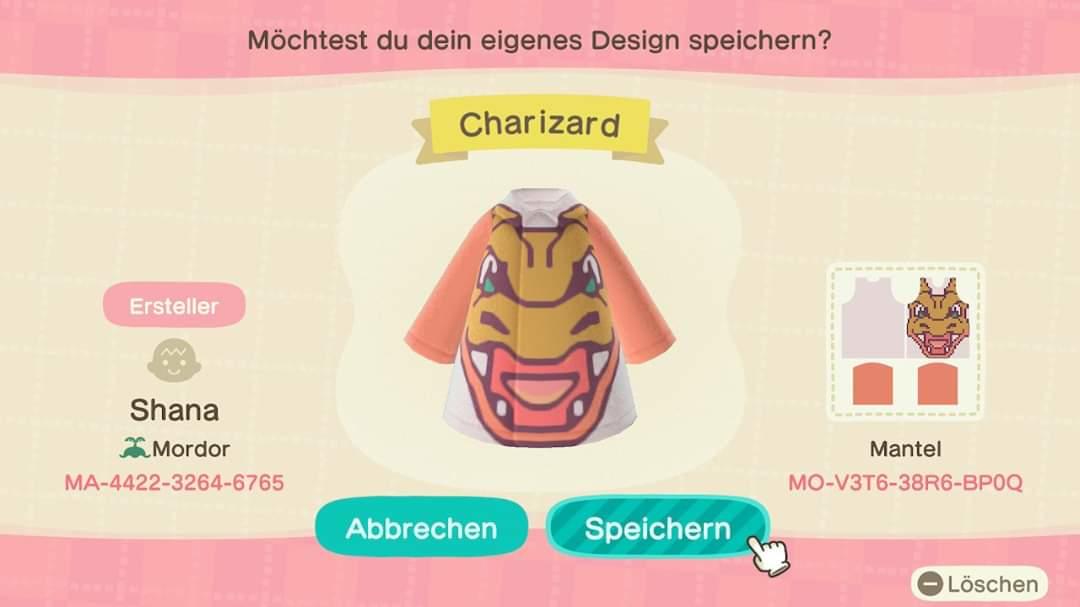 Möchtest du dein eigenes Design speichern?
Charizard
Ersteller
Shana
Mordor
MA-4422-3264-6765
Mantel
MO-V3T6-38R6-BP0Q
Abbrechen
Speichern
Löschen